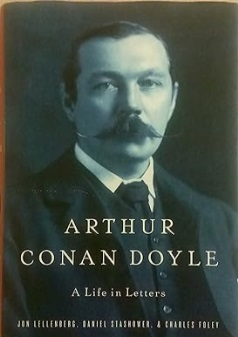 ARTHUR
CONAN DOYLE
A Life in Letters
JON LELLENBERG, DANIEL STASHOWER, & CHARLES FOLEY